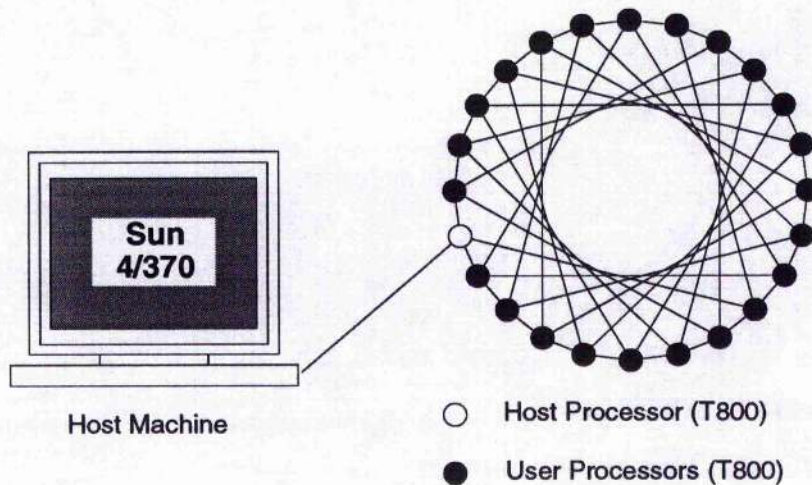 Sun
4/370
Host Machine
Host Processor (T800)
User Processors (T800)